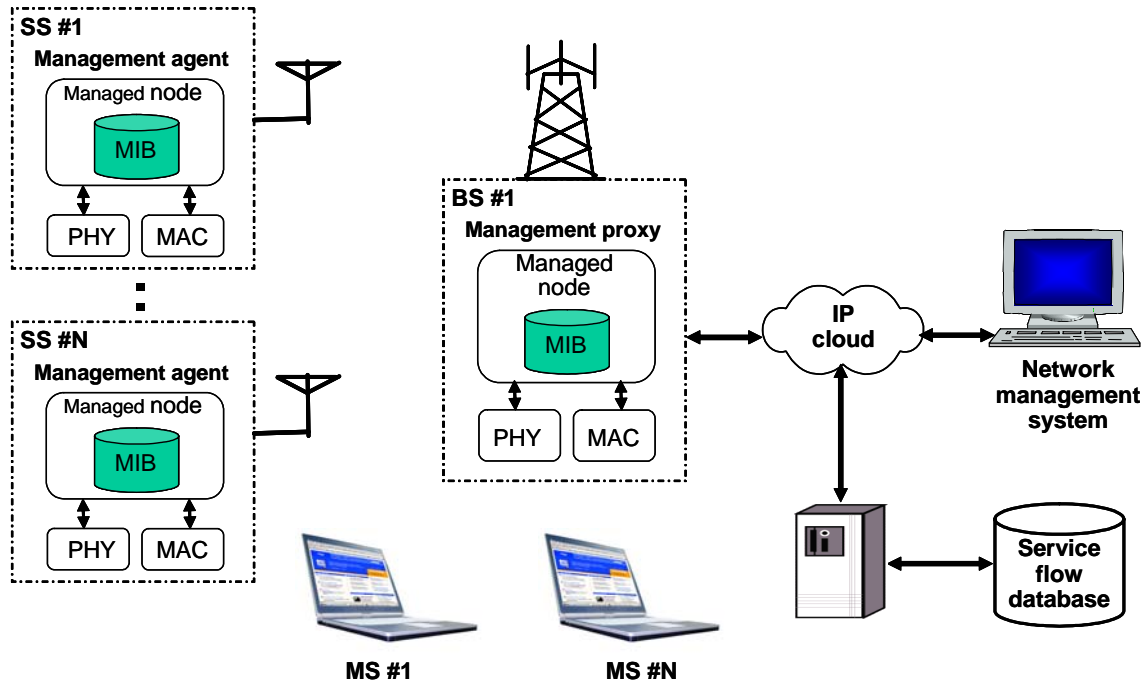 SS #1
Management agent
Managed node
MIB
PHY
MAC
SS #N
Management agent
Managed node
MIB
PHY
MAC
BS #1
Management proxy
Managed
node
MIB
PHY
MAC
IP
cloud
Network
management
system
Service
flow
database
MS #1
MS #N